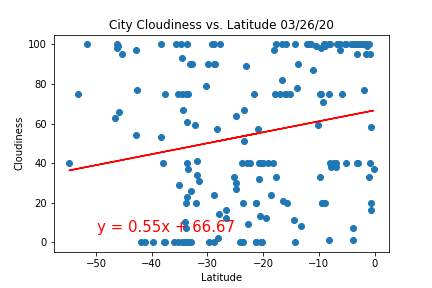 City Cloudiness vs. Latitude 03/26/20
100
80
60
40
20
0
Cloudiness
y = 0.55x + 66.67
−50 −40 −30 −20 −10 0
Latitude